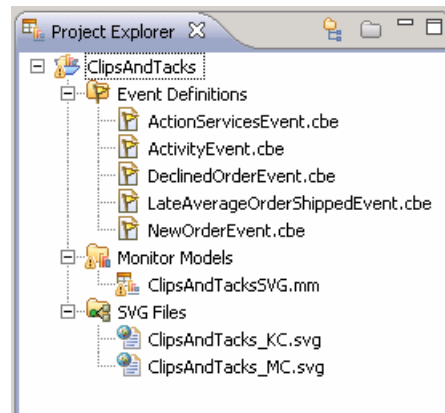 Project Explorer
ClipsAndTacks
Event Definitions
ActionServicesEvent.cbe
ActivityEvent.cbe
DeclinedOrderEvent.cbe
LateAverageOrderShippedEvent.cbe
NewOrderEvent.cbe
Monitor Models
ClipsAndTacksSVG.mm
SVG Files
ClipsAndTacks_KC.svg
ClipsAndTacks_MC.svg